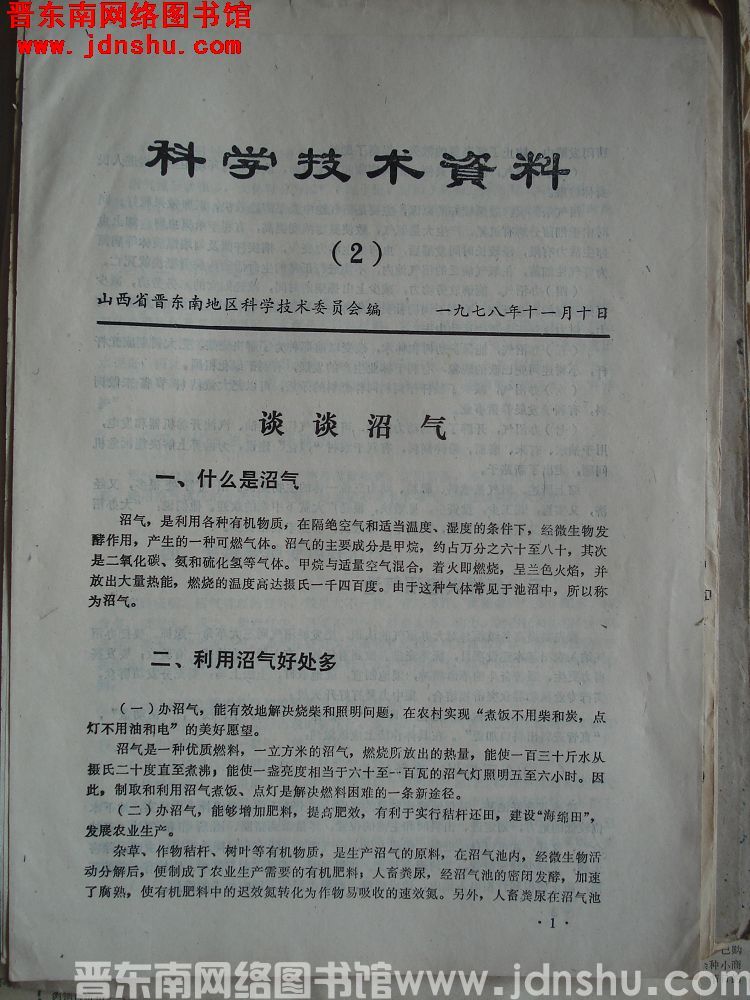 晋东南网络图书馆
www.jdnshu.com
科学技术資料
（2）
山西省晋东南地区科学技术委员会编 一九七八年十一月十日
谈谈沼气
一、什么是沼气
沼气，是利用各种有机物质，在隔绝空气和适当温度、湿度的条件下，经微生物发
酵作用，产生的一种可燃气体。沼气的主要成分是甲烷，约占万分之六十至八十，其次
是二氧化碳、氨和硫化氢等气体。甲烷与适量空气混合，着火即燃烧，呈兰色火焰，并
放出大量热能，燃烧的温度高达摄氏一千四百度。由于这种气体常见于池沼中，所以称
为沼气。
二、利用沼气好处多
（一）办沼气，能有效地解决烧柴和照明问题，在农村实现“煮饭不用柴和炭，点
灯不用油和电”的美好愿望。
沼气是一种优质燃料，一立方米的沼气，燃烧所放出的热量，能使一百三十斤水从
摄氏二十度直至煮沸，能使一盏亮度相当于六十至一百瓦的沼气灯照明五至六小时。因
此，制取和利用沼气煮饭、点灯是解决燃料困难的一条新途径。
（二）办沼气，能够增加肥料，提高肥效，有利于实行秸杆还田，建设“海绵田”，
发展农业生产。
杂草、作物秸杆、树叶等有机物质，是生产沼气的原料，在沼气池内，经微生物活
动分解后，便制成了农业生产需要的有机肥料；人畜粪尿，经沼气池的密闭发酵，加速
了腐熟，使有机肥料中的迟效氮转化为作物易吸收的速效氮。另外，人畜粪尿在沼气池
·1·
晋东南网络图书馆www.jdnshu.com